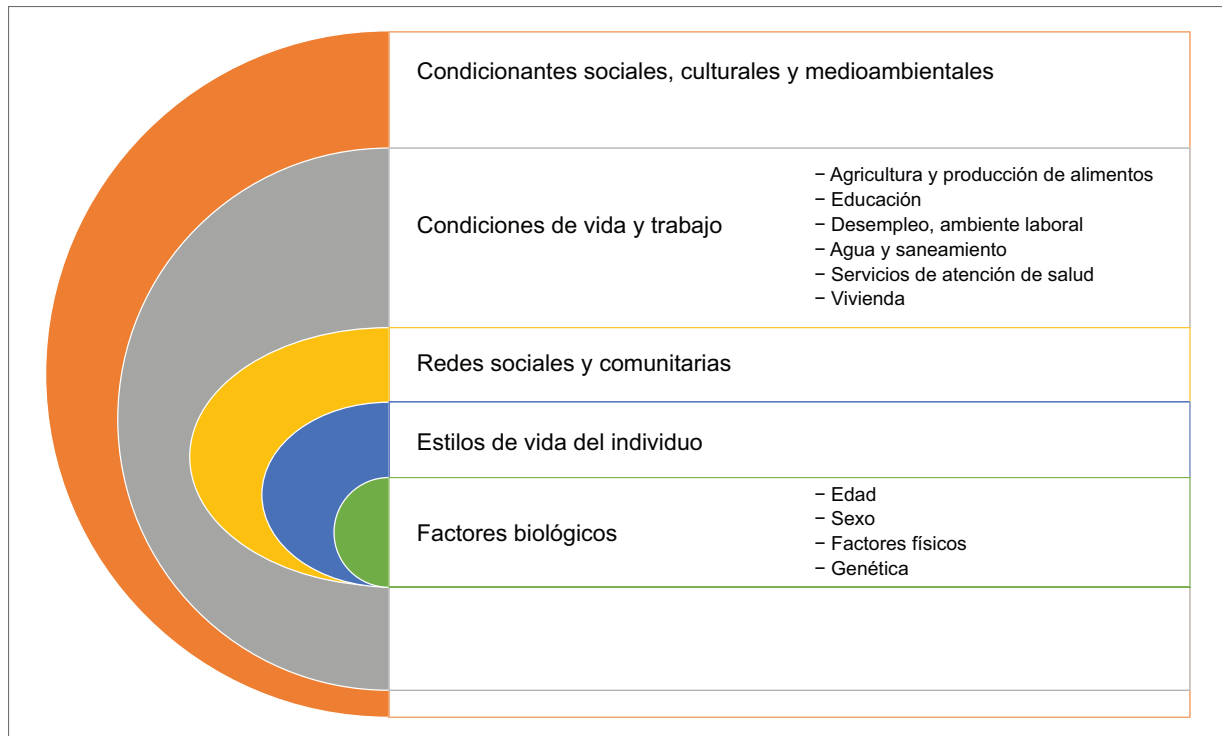 Condicionantes sociales, culturales y medioambientales
Condiciones de vida y trabajo
− Agricultura y producción de alimentos
− Educación
− Desempleo, ambiente laboral
− Agua y saneamiento
− Servicios de atención de salud
− Vivienda
Redes sociales y comunitarias
Estilos de vida del individuo
Factores biológicos
− Edad
− Sexo
− Factores físicos
− Genética